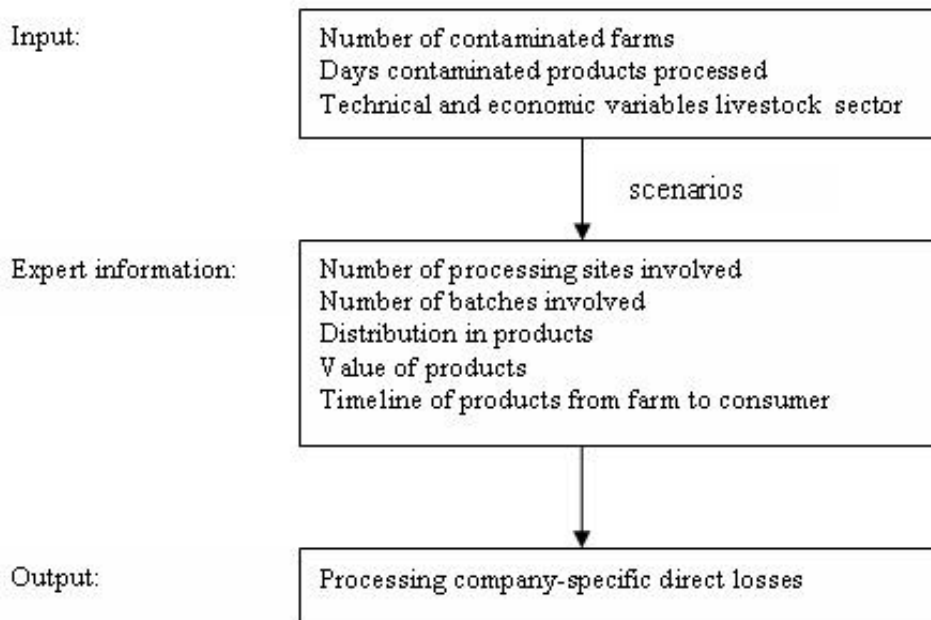 Input:
Number of contaminated farms
Days contaminated products processed
Technical and economic variables livestock sector
scenarios
Expert information:
Number of processing sites involved
Number of batches involved
Distribution in products
Value of products
Timeline of products from farm to consumer
Output:
Processing company-specific direct losses